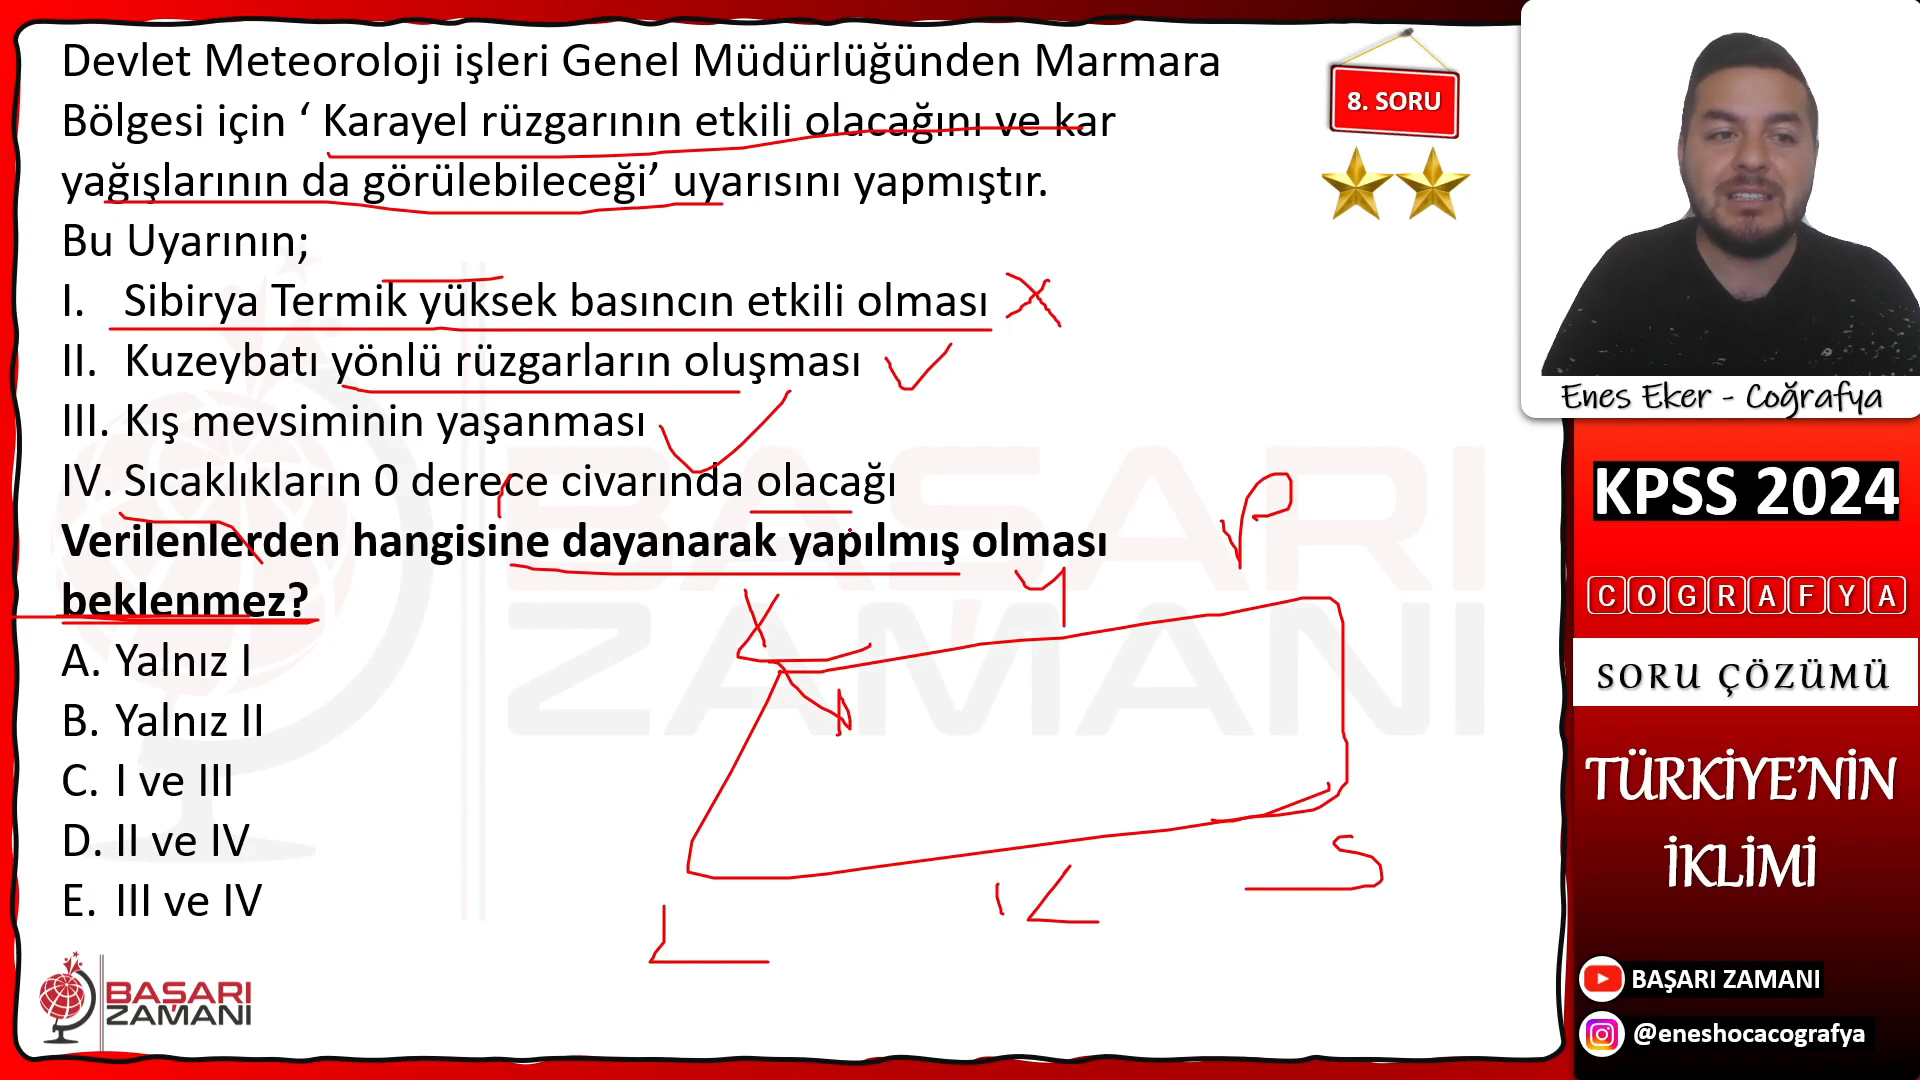 Devlet Meteoroloji işleri Genel Müdürlüğünden Marmara
Bölgesi için ‘ Karayel rüzgarının etkili olacağını ve kar
yağışlarının da görülebileceği’ uyarısını yapmıştır.
Bu Uyarının;
I. Sibirya Termik yüksek basıncın etkili olması
II. Kuzeybatı yönlü rüzgarların oluşması
III. Kış mevsiminin yaşanması
IV. Sıcaklıkların 0 derece civarında olacağı
Verilenlerden hangisine dayanarak yapılmış olması
beklenmez?
A. Yalnız I
B. Yalnız II
C. I ve III
D. II ve IV
E. III ve IV
BAŞARI
ZAMANI
8. SORU
Enes Eker - Coğrafya
KPSS 2024
COGRAFYA
SORU ÇÖZÜMÜ
TÜRKİYE’NİN
İKLİMİ
BAŞARI ZAMANI
@eneshocacografya
BAŞARI
ZAMANI